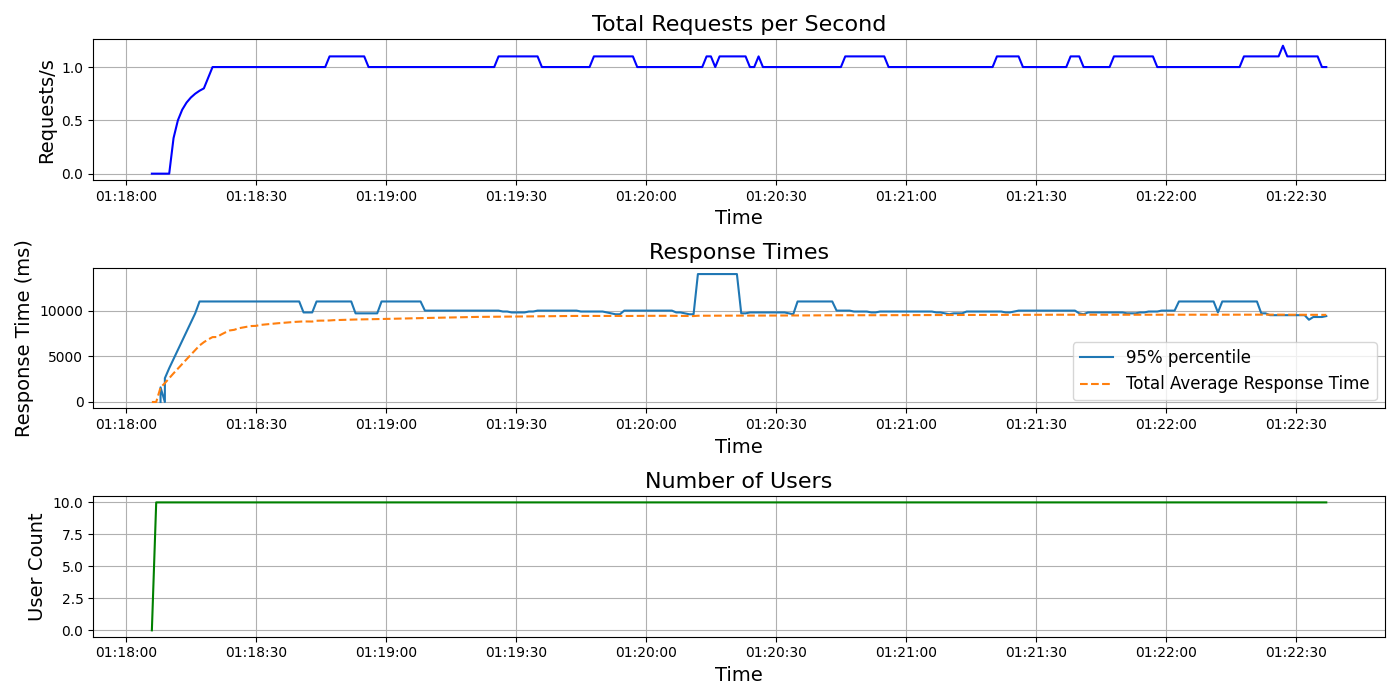 Total Requests per Second
Requests/s
1.0
0.5
0.0
01:18:00 01:18:30 01:19:00 01:19:30 01:20:00 01:20:30 01:21:00 01:21:30 01:22:00 01:22:30
Time
Response Times
Response Time (ms)
10000
5000
0
95% percentile
Total Average Response Time
01:18:00 01:18:30 01:19:00 01:19:30 01:20:00 01:20:30 01:21:00 01:21:30 01:22:00 01:22:30
Time
Number of Users
User Count
10.0
7.5
5.0
2.5
0.0
01:18:00 01:18:30 01:19:00 01:19:30 01:20:00 01:20:30 01:21:00 01:21:30 01:22:00 01:22:30
Time